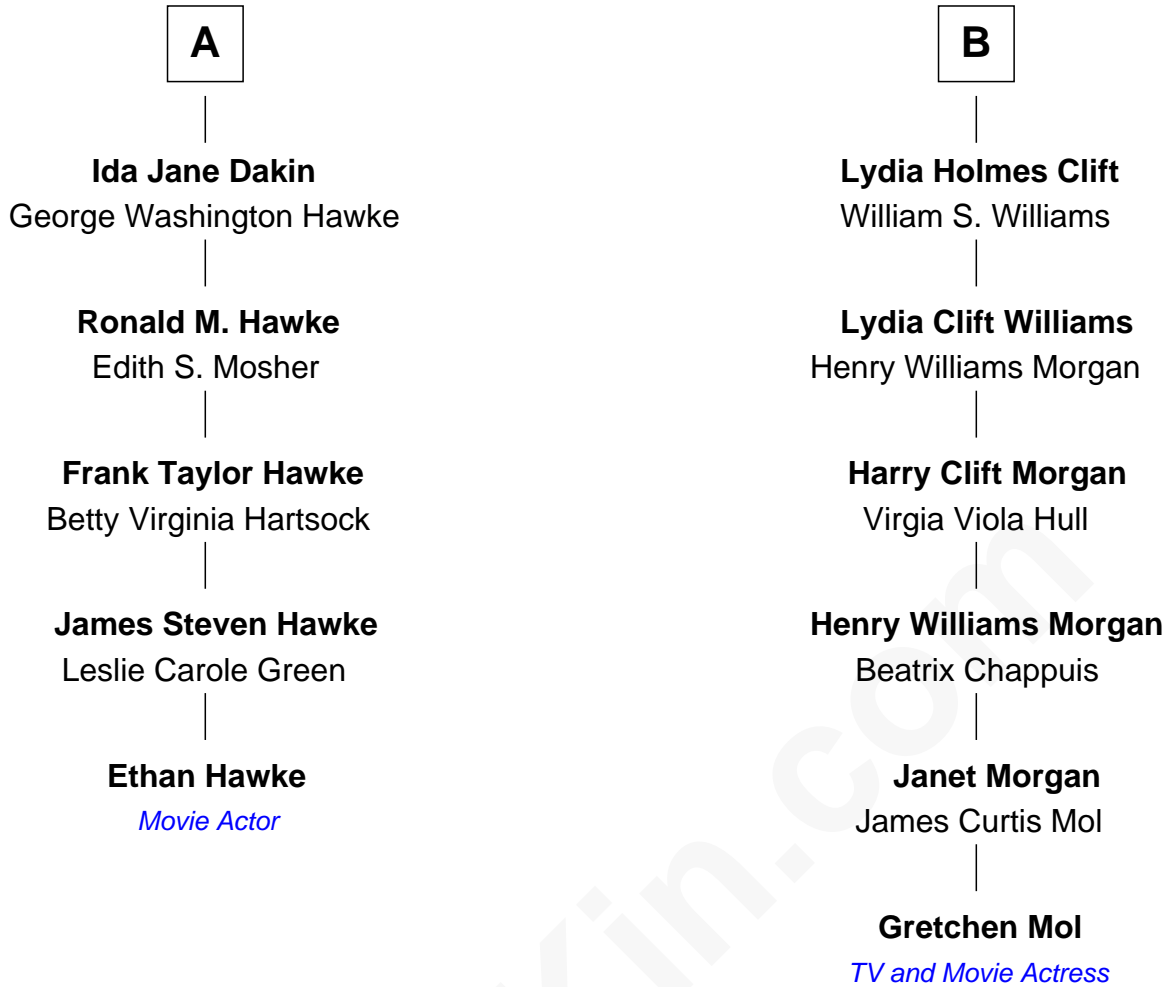 A
Ida Jane Dakin
George Washington Hawke
Ronald M. Hawke
Edith S. Mosher
Frank Taylor Hawke
Betty Virginia Hartsock
James Steven Hawke
Leslie Carole Green
Ethan Hawke
Movie Actor
B
Lydia Holmes Clift
William S. Williams
Lydia Clift Williams
Henry Williams Morgan
Harry Clift Morgan
Virgia Viola Hull
Henry Williams Morgan
Beatrix Chappuis
Janet Morgan
James Curtis Mol
Gretchen Mol
TV and Movie Actress